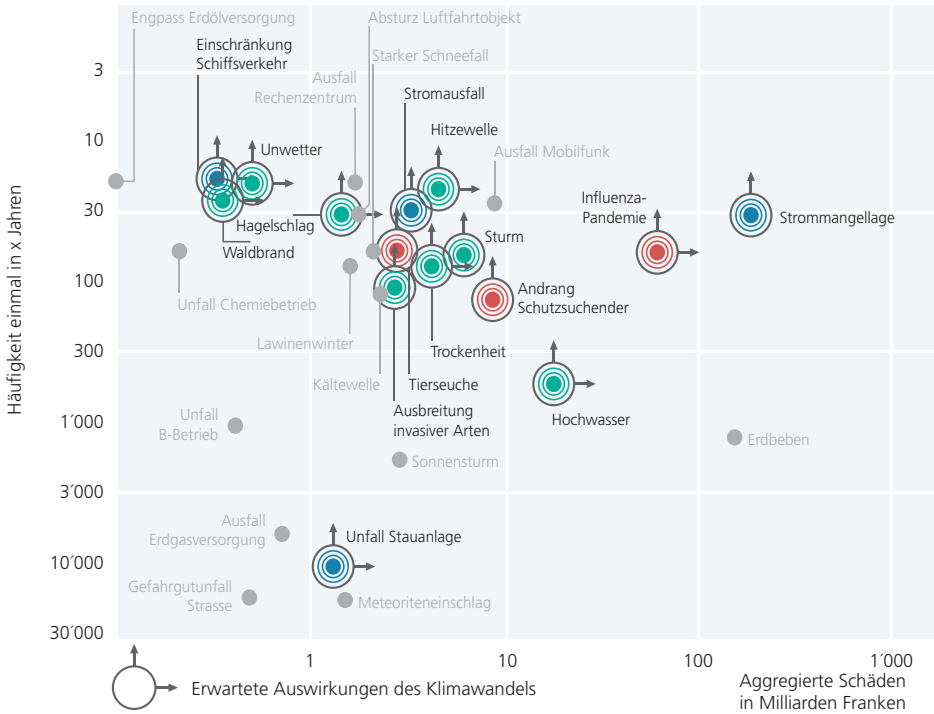 Engpass Erdölversorgung
Absturz Luftfahrtobjekt
Einschränkung
Schiffsverkehr
Starker Schneefall
Ausfall
Rechenzentrum
Stromausfall
Hitzewelle
Unwetter
Ausfall Mobilfunk
Influenza-
Pandemie
Strommangellage
Hagelschlag
Waldbrand
Sturm
Unfall Chemiebetrieb
Andrang
Schutzsuchender
Lawinenwinter
Trockenheit
Kältewelle
Tierseuche
Ausbreitung
invasiver Arten
Hochwasser
Unfall
B-Betrieb
Erdbeben
Sonnensturm
Ausfall
Erdgasversorgung
Unfall Stauanlage
Gefahrgutunfall
Strasse
Meteoriteneinschlag
Häufigkeit einmal in x Jahren
3
10
30
100
300
1´000
3´000
10´000
30´000
1
10
100
1´000
Aggregierte Schäden
in Milliarden Franken
Erwartete Auswirkungen des Klimawandels